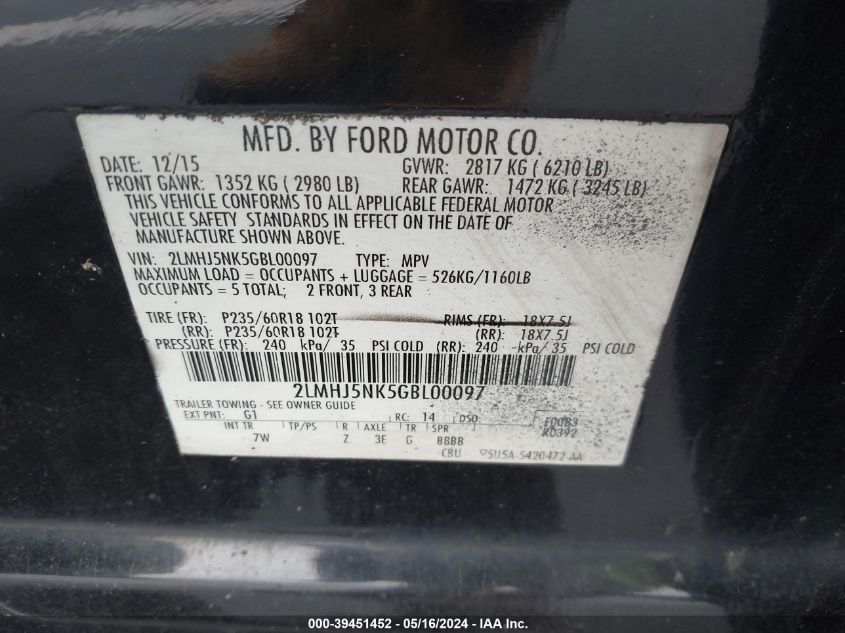 MFD. BY FORD MOTOR CO.
DATE: 12/15 GVWR: 2817 KG ( 6210 LB)
FRONT GAWR: 1352 KG ( 2980 LB) REAR GAWR: 1472 KG ( 3245 LB)
THIS VEHICLE CONFORMS TO ALL APPLICABLE FEDERAL MOTOR
VEHICLE SAFETY STANDARDS IN EFFECT ON THE DATE OF
MANUFACTURE SHOWN ABOVE.
VIN: 2LMHJ5NK5GBL00097 TYPE: MPV
MAXIMUM LOAD = OCCUPANTS + LUGGAGE = 526KG/1160LB
OCCUPANTS = 5 TOTAL; 2 FRONT, 3 REAR
TIRE (FR): P235/60R18 102T RIMS (FR): 18X7.5J
(RR): P235/60R18 102T (RR): 18X7.5J
PRESSURE (FR): 240 kPa/ 35 PSI COLD (RR): 240 kPa/ 35 PSI COLD
2LMHJ5NK5GBL00097
TRAILER TOWING - SEE OWNER GUIDE
EXT PNT: G1 RC: 14 DSO: F0083
R0392
INT TR TP/PS R AXLE TR SPR
7W Z 3E G BBBB
CBU 5U5A-5420472-AA
000-39451452 - 05/16/2024 - IAA Inc.